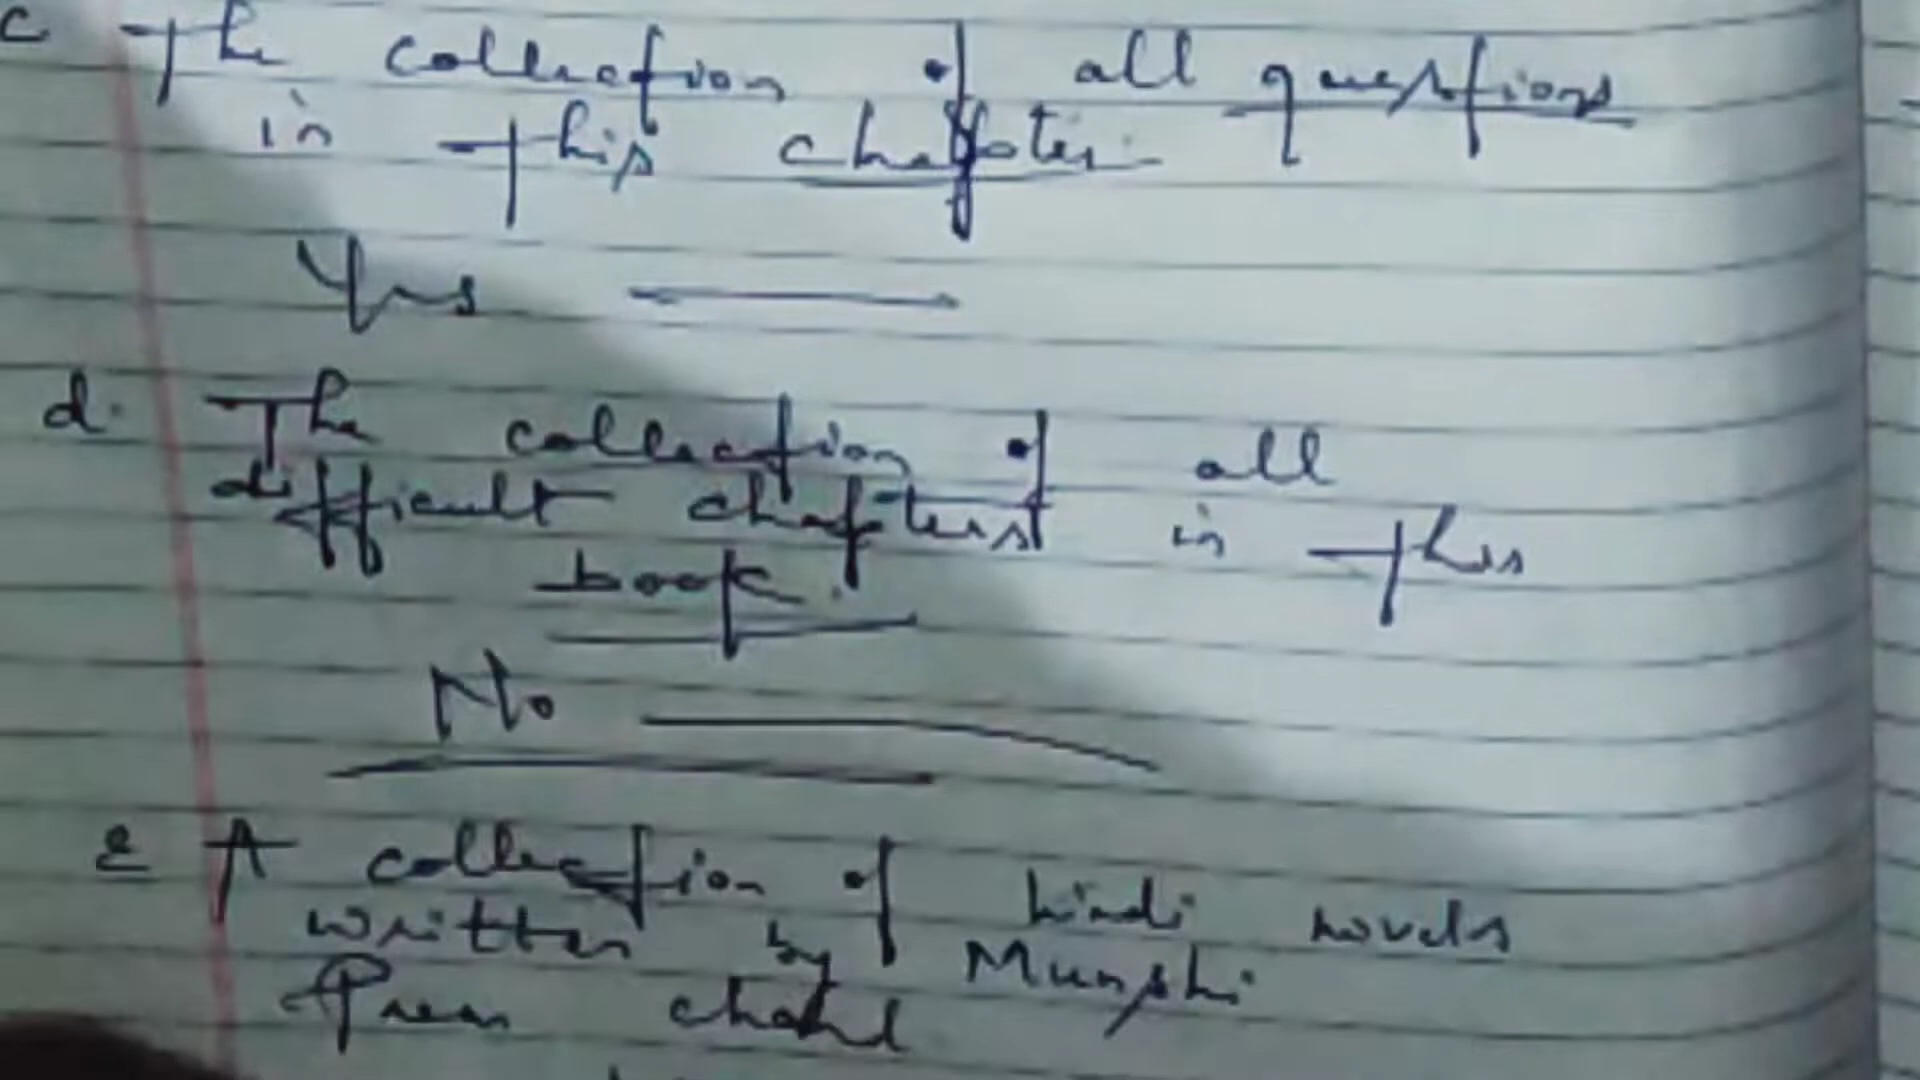 c The collection of all questions
in this chapter
Yes
d. The collection of all
difficult chapters in this
book.
No
E A collection of hindi novels
written by Munshi
Prem chand